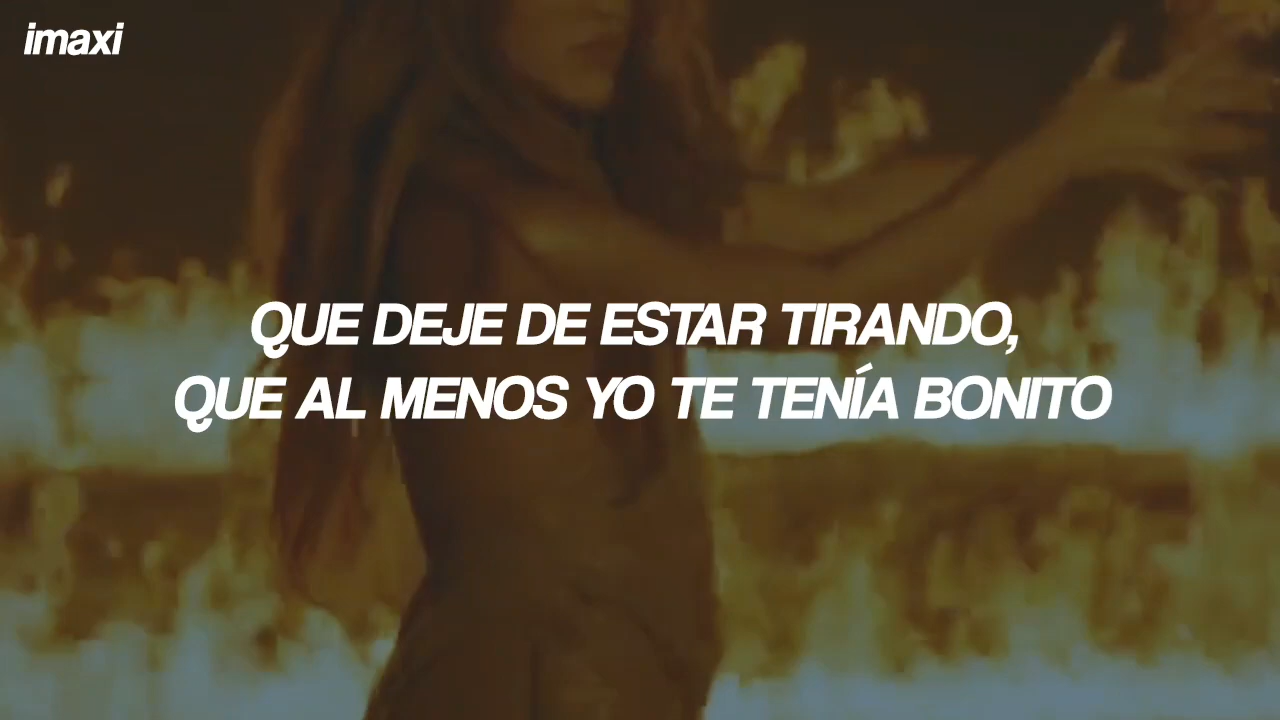 imaxi
QUE DEJE DE ESTAR TIRANDO,
QUE AL MENOS YO TE TENÍA BONITO